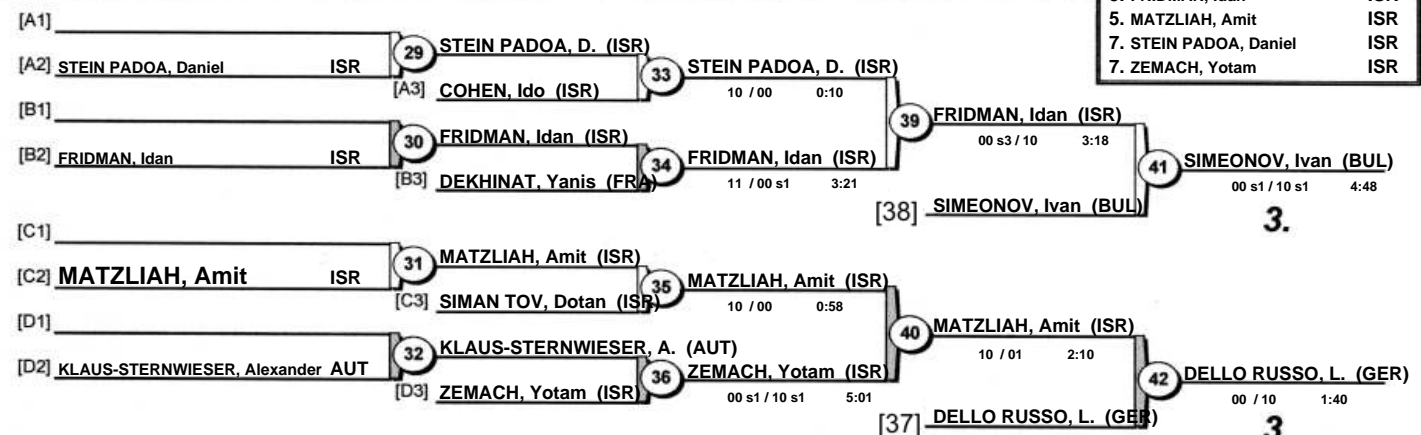 5. FRIDMAN, Idan ISR
5. MATZLIAH, Amit ISR
7. STEIN PADOA, Daniel ISR
7. ZEMACH, Yotam ISR
[A1]
[A2] STEIN PADOA, Daniel ISR
29 STEIN PADOA, D. (ISR)
[A3] COHEN, Ido (ISR)
33 STEIN PADOA, D. (ISR)
10 / 00 0:10
[B1]
[B2] FRIDMAN, Idan ISR
30 FRIDMAN, Idan (ISR)
[B3] DEKHINAT, Yanis (FRA)
34 FRIDMAN, Idan (ISR)
11 / 00 s1 3:21
39 FRIDMAN, Idan (ISR)
00 s3 / 10 3:18
[38] SIMEONOV, Ivan (BUL)
41 SIMEONOV, Ivan (BUL)
00 s1 / 10 s1 4:48
3.
[C1]
[C2] MATZLIAH, Amit ISR
31 MATZLIAH, Amit (ISR)
[C3] SIMAN TOV, Dotan (ISR)
35 MATZLIAH, Amit (ISR)
10 / 00 0:58
[D1]
[D2] KLAUS-STERNWIESER, Alexander AUT
32 KLAUS-STERNWIESER, A. (AUT)
[D3] ZEMACH, Yotam (ISR)
36 ZEMACH, Yotam (ISR)
00 s1 / 10 s1 5:01
40 MATZLIAH, Amit (ISR)
10 / 01 2:10
[37] DELLO RUSSO, L. (GER)
42 DELLO RUSSO, L. (GER)
00 / 10 1:40
3